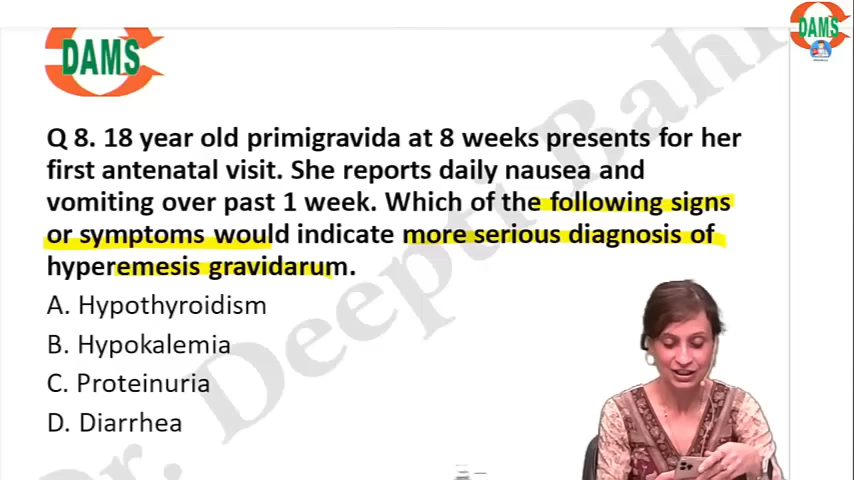 DAMS
DAMS
Q 8. 18 year old primigravida at 8 weeks presents for her
first antenatal visit. She reports daily nausea and
vomiting over past 1 week. Which of the following signs
or symptoms would indicate more serious diagnosis of
hyperemesis gravidarum.
A. Hypothyroidism
B. Hypokalemia
C. Proteinuria
D. Diarrhea
Dr. Deepti Bah